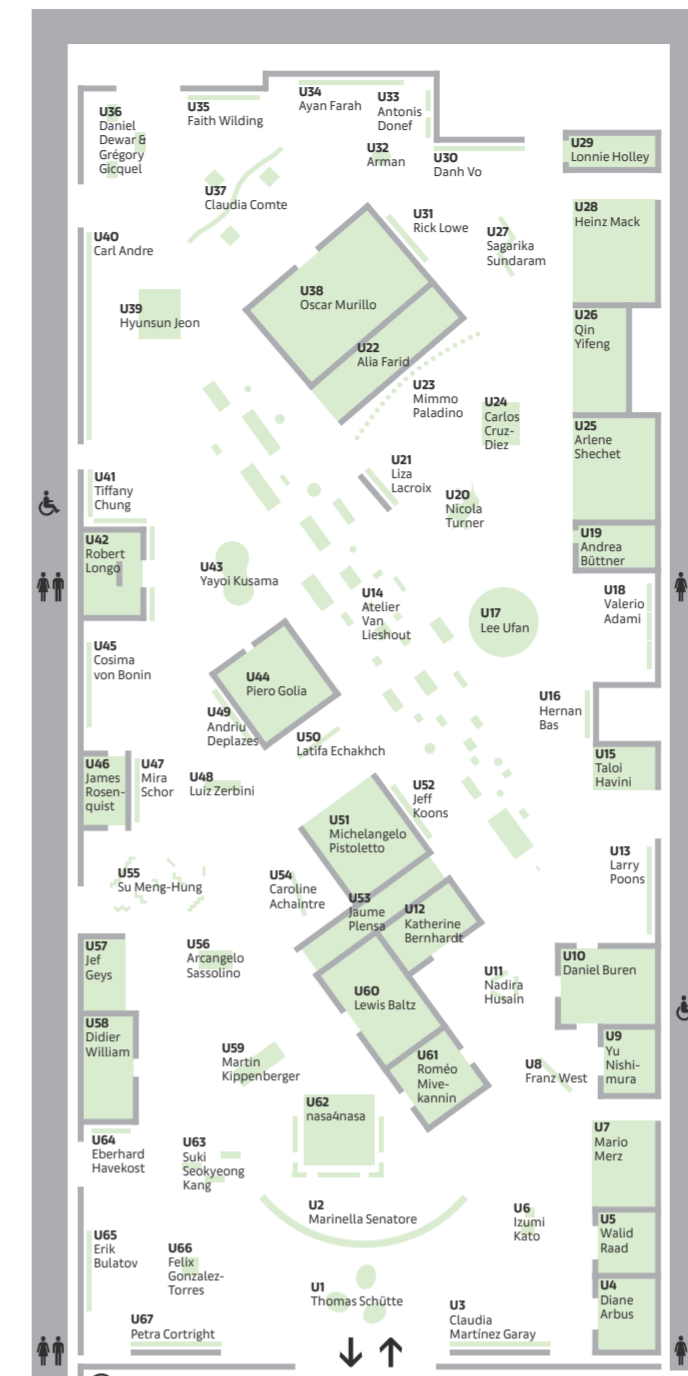 U34
Ayan Farah
U33
Antonis
Donef
U35
Faith Wilding
U36
Daniel
Dewar &
Grégory
Gicquel
U32
Arman
U30
Danh Vo
U29
Lonnie Holley
U37
Claudia Comte
U31
Rick Lowe
U28
Heinz Mack
U27
Sagarika
Sundaram
U40
Carl Andre
U38
Oscar Murillo
U39
Hyunsun Jeon
U26
Qin
Yifeng
U22
Alia Farid
U23
Mimmo
Paladino
U24
Carlos
Cruz-
Diez
U25
Arlene
Shechet
U21
Liza
Lacroix
U41
Tiffany
Chung
U20
Nicola
Turner
U42
Robert
Longo
U19
Andrea
Büttner
U43
Yayoi Kusama
U14
Atelier
Van
Lieshout
U18
Valerio
Adami
U17
Lee Ufan
U45
Cosima
von Bonin
U44
Piero Golia
U16
Hernan
Bas
U49
Andriu
Deplazes
U50
Latifa Echakhch
U15
Taloi
Havini
U46
James
Rosen-
quist
U47
Mira
Schor
U48
Luiz Zerbini
U52
Jeff
Koons
U51
Michelangelo
Pistoletto
U13
Larry
Poons
U55
Su Meng-Hung
U54
Caroline
Achaintre
U53
Jaume
Plensa
U12
Katherine
Bernhardt
U57
Jef
Geys
U56
Arcangelo
Sassolino
U10
Daniel Buren
U11
Nadira
Husain
U60
Lewis Baltz
U58
Didier
William
U9
Yu
Nishi-
mura
U59
Martin
Kippenberger
U61
Roméo
Mive-
kannin
U8
Franz West
U62
nasa4nasa
U7
Mario
Merz
U64
Eberhard
Havekost
U63
Suki
Seokyeong
Kang
U2
Marinella Senatore
U6
Izumi
Kato
U5
Walid
Raad
U65
Erik
Bulatov
U66
Felix
Gonzalez-
Torres
U1
Thomas Schütte
U4
Diane
Arbus
U3
Claudia
Martínez Garay
U67
Petra Cortright